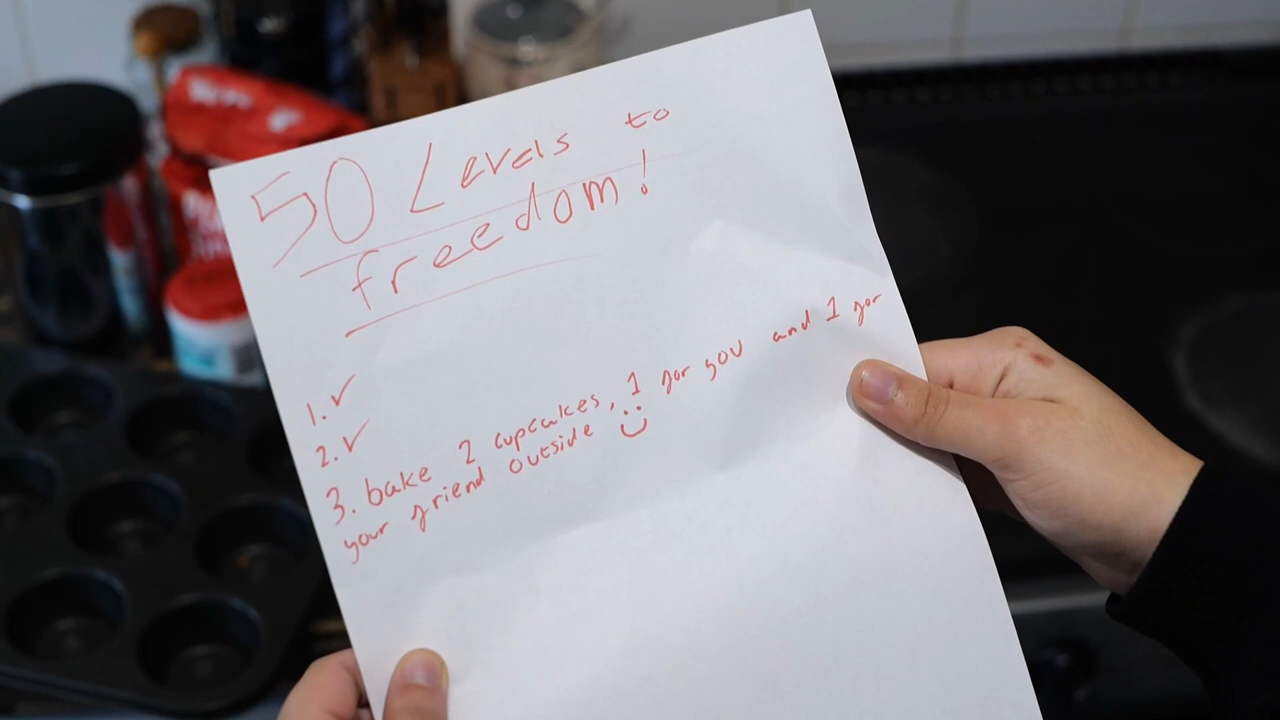 50 Levels to
freedom!
1. ✓
2. ✓
3. bake 2 cupcakes, 1 for you and 1 for
your friend outside :)